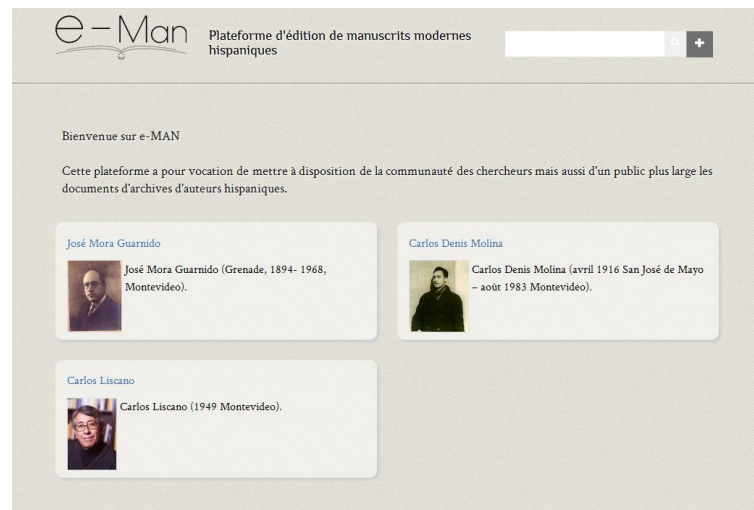 e-Man
Plateforme d'édition de manuscrits modernes
hispaniques
Bienvenue sur e-MAN
Cette plateforme a pour vocation de mettre à disposition de la communauté des chercheurs mais aussi d'un public plus large les
documents d'archives d'auteurs hispaniques.
José Mora Guarnido
José Mora Guarnido (Grenade, 1894- 1968,
Montevideo).
Carlos Denis Molina
Carlos Denis Molina (avril 1916 San José de Mayo
– août 1983 Montevideo).
Carlos Liscano
Carlos Liscano (1949 Montevideo).